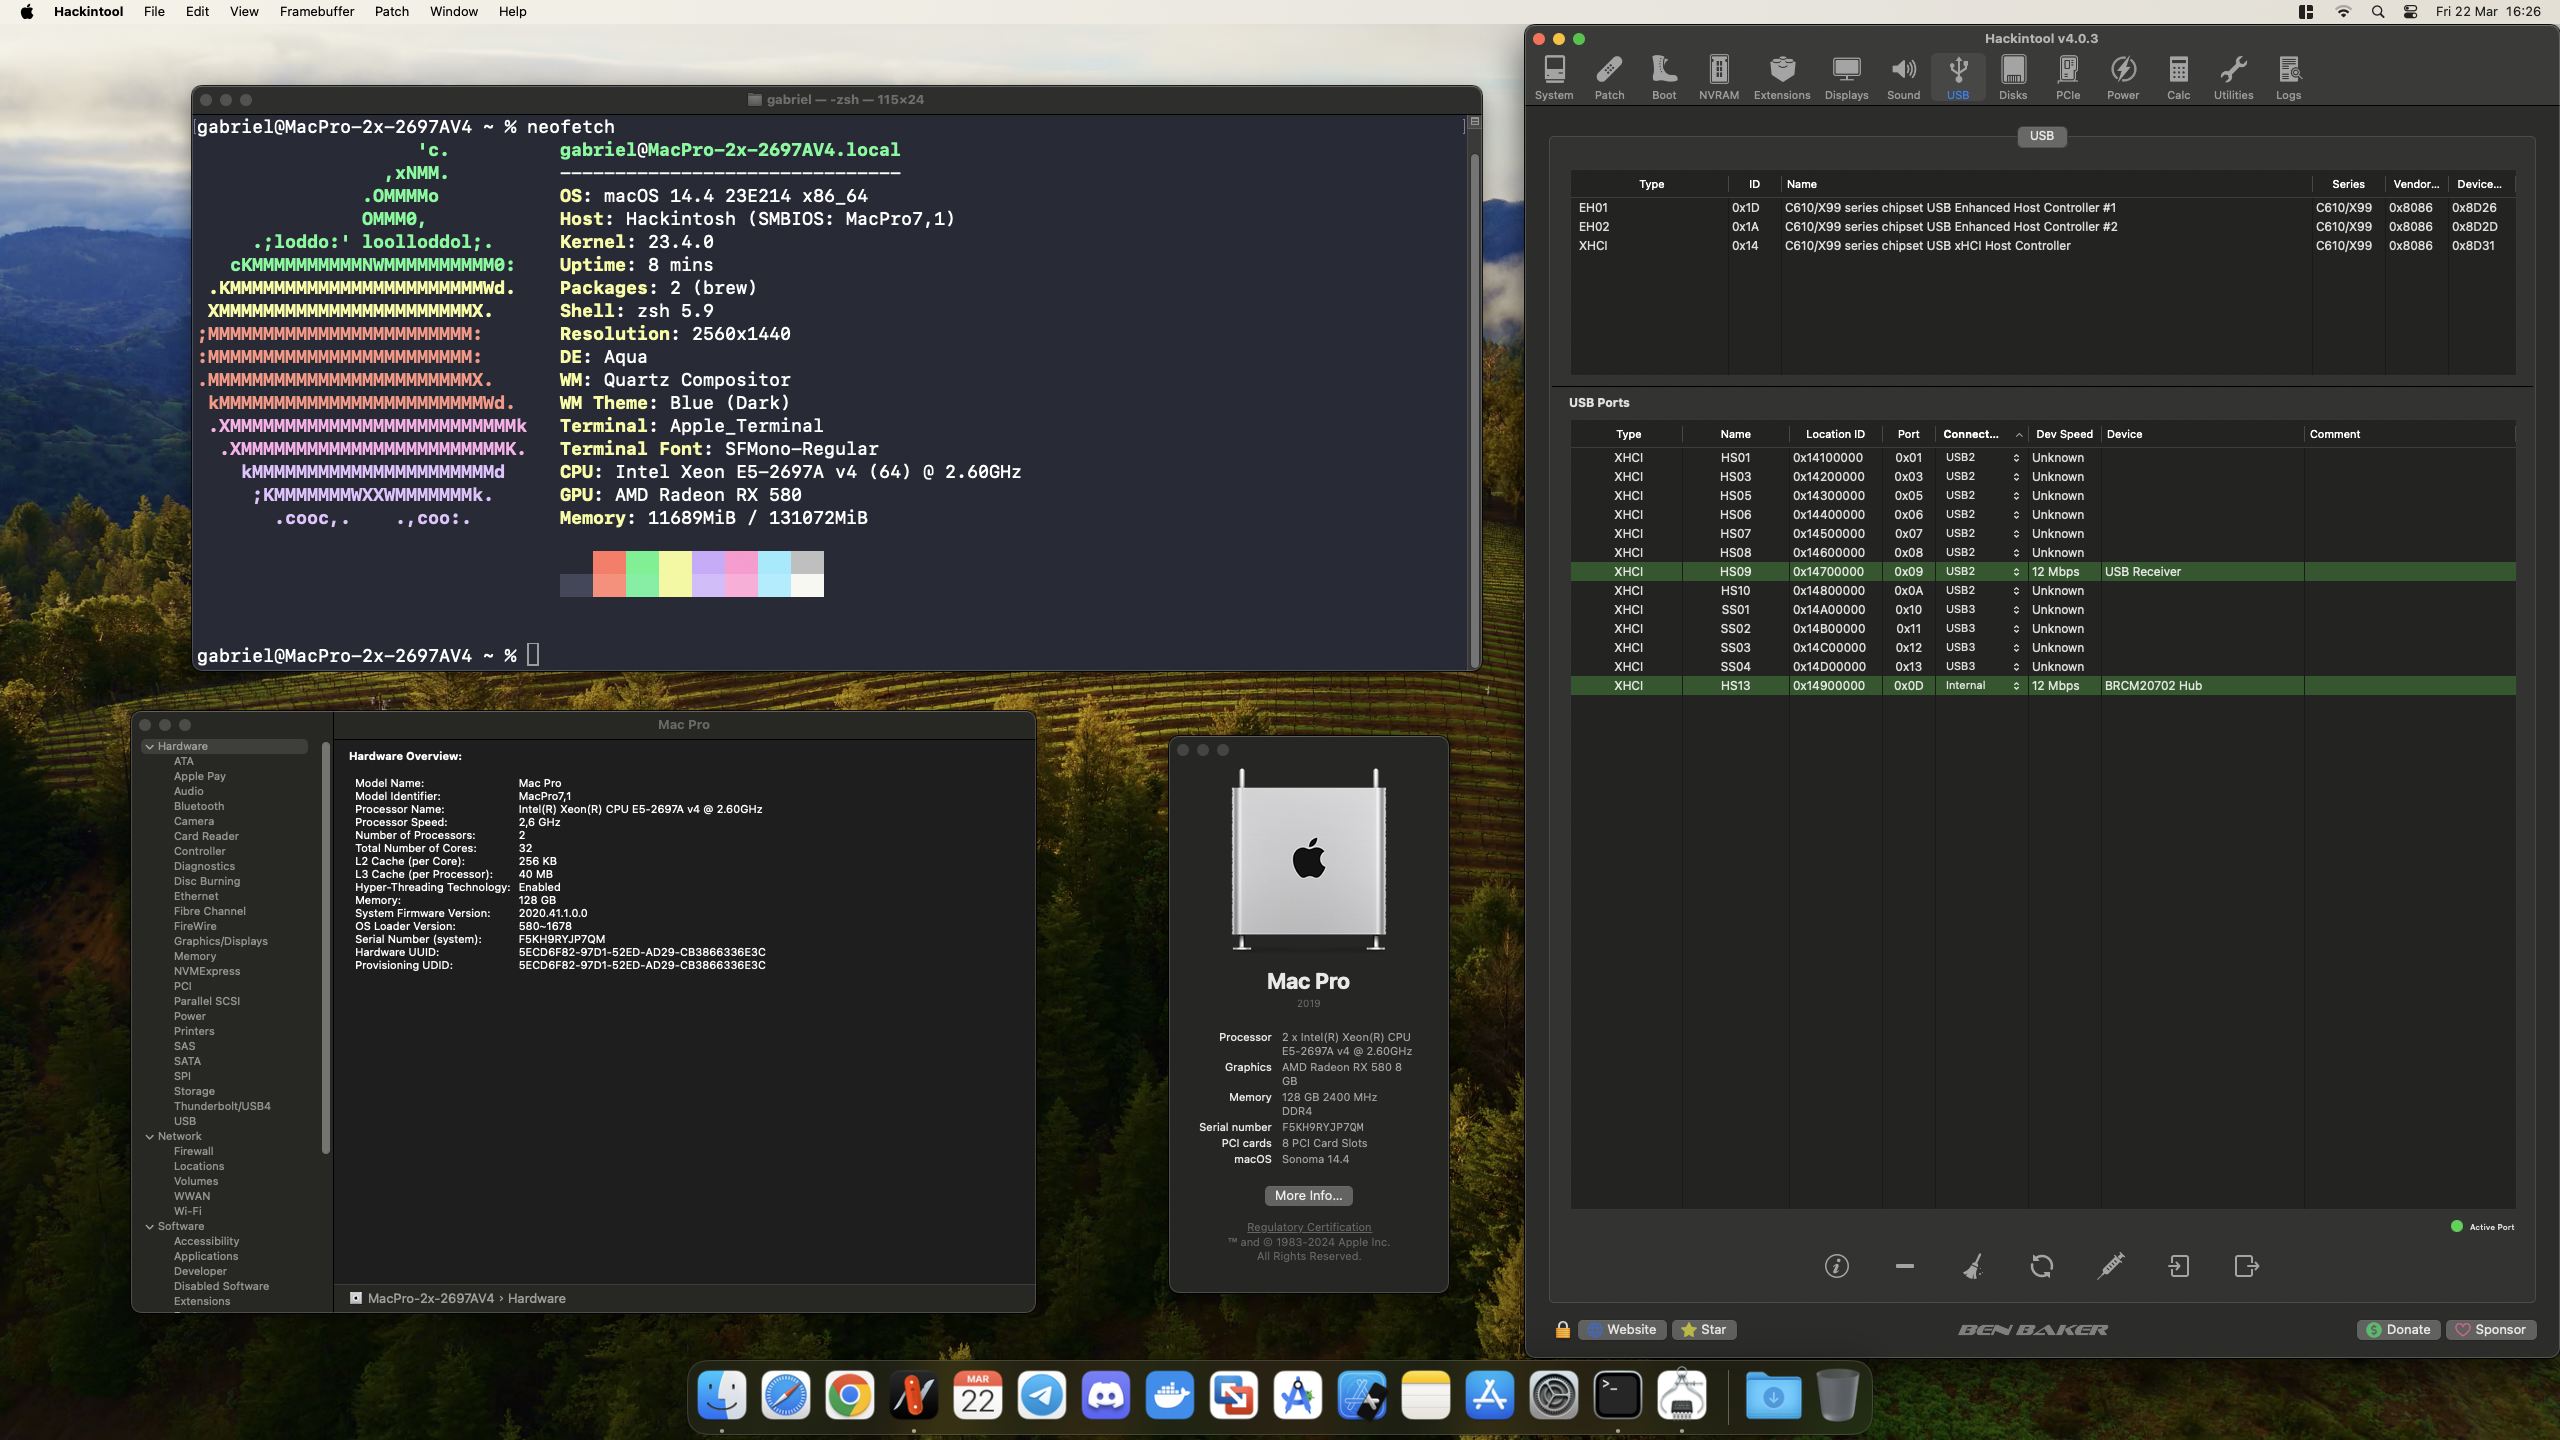 Hackintool File Edit View Framebuffer Patch Window Help
Fri 22 Mar 16:26
gabriel — -zsh — 115×24
gabriel@MacPro-2x-2697AV4 ~ % neofetch
'c. gabriel@MacPro-2x-2697AV4.local
,xNMM. -------------------------------
.OMMMMo OS: macOS 14.4 23E214 x86_64
OMMM0, Host: Hackintosh (SMBIOS: MacPro7,1)
.;loddo:' loolloddol;. Kernel: 23.4.0
cKMMMMMMMMMMNWMMMMMMMMMM0: Uptime: 8 mins
.KMMMMMMMMMMMMMMMMMMMMMMMWd. Packages: 2 (brew)
XMMMMMMMMMMMMMMMMMMMMMMMX. Shell: zsh 5.9
;MMMMMMMMMMMMMMMMMMMMMMMM: Resolution: 2560x1440
:MMMMMMMMMMMMMMMMMMMMMMMM: DE: Aqua
.MMMMMMMMMMMMMMMMMMMMMMMMX. WM: Quartz Compositor
kMMMMMMMMMMMMMMMMMMMMMMMMWd. WM Theme: Blue (Dark)
.XMMMMMMMMMMMMMMMMMMMMMMMMMMk Terminal: Apple_Terminal
.XMMMMMMMMMMMMMMMMMMMMMMMMK. Terminal Font: SFMono-Regular
kMMMMMMMMMMMMMMMMMMMMMMd CPU: Intel Xeon E5-2697A v4 (64) @ 2.60GHz
;KMMMMMMMWXXWMMMMMMMk. GPU: AMD Radeon RX 580
.cooc,. .,coo:. Memory: 11689MiB / 131072MiB
gabriel@MacPro-2x-2697AV4 ~ %
Mac Pro
Hardware
ATA
Apple Pay
Audio
Bluetooth
Camera
Card Reader
Controller
Diagnostics
Disc Burning
Ethernet
Fibre Channel
FireWire
Graphics/Displays
Memory
NVMExpress
PCI
Parallel SCSI
Power
Printers
SAS
SATA
SPI
Storage
Thunderbolt/USB4
USB
Network
Firewall
Locations
Volumes
WWAN
Wi-Fi
Software
Accessibility
Applications
Developer
Disabled Software
Extensions
Hardware Overview:
Model Name: Mac Pro
Model Identifier: MacPro7,1
Processor Name: Intel(R) Xeon(R) CPU E5-2697A v4 @ 2.60GHz
Processor Speed: 2,6 GHz
Number of Processors: 2
Total Number of Cores: 32
L2 Cache (per Core): 256 KB
L3 Cache (per Processor): 40 MB
Hyper-Threading Technology: Enabled
Memory: 128 GB
System Firmware Version: 2020.41.1.0.0
OS Loader Version: 580~1678
Serial Number (system): F5KH9RYJP7QM
Hardware UUID: 5ECD6F82-97D1-52ED-AD29-CB3866336E3C
Provisioning UDID: 5ECD6F82-97D1-52ED-AD29-CB3866336E3C
MacPro-2x-2697AV4 › Hardware
Mac Pro
2019
Processor 2 x Intel(R) Xeon(R) CPU
E5-2697A v4 @ 2.60GHz
Graphics AMD Radeon RX 580 8
GB
Memory 128 GB 2400 MHz
DDR4
Serial number F5KH9RYJP7QM
PCI cards 8 PCI Card Slots
macOS Sonoma 14.4
More Info...
Regulatory Certification
™ and © 1983-2024 Apple Inc.
All Rights Reserved.
Hackintool v4.0.3
System Patch Boot NVRAM Extensions Displays Sound USB Disks PCIe Power Calc Utilities Logs
USB
Type ID Name Series Vendor... Device...
EH01 0x1D C610/X99 series chipset USB Enhanced Host Controller #1 C610/X99 0x8086 0x8D26
EH02 0x1A C610/X99 series chipset USB Enhanced Host Controller #2 C610/X99 0x8086 0x8D2D
XHCI 0x14 C610/X99 series chipset USB xHCI Host Controller C610/X99 0x8086 0x8D31
USB Ports
Type Name Location ID Port Connect... Dev Speed Device Comment
XHCI HS01 0x14100000 0x01 USB2 Unknown
XHCI HS03 0x14200000 0x03 USB2 Unknown
XHCI HS05 0x14300000 0x05 USB2 Unknown
XHCI HS06 0x14400000 0x06 USB2 Unknown
XHCI HS07 0x14500000 0x07 USB2 Unknown
XHCI HS08 0x14600000 0x08 USB2 Unknown
XHCI HS09 0x14700000 0x09 USB2 12 Mbps USB Receiver
XHCI HS10 0x14800000 0x0A USB2 Unknown
XHCI SS01 0x14A00000 0x10 USB3 Unknown
XHCI SS02 0x14B00000 0x11 USB3 Unknown
XHCI SS03 0x14C00000 0x12 USB3 Unknown
XHCI SS04 0x14D00000 0x13 USB3 Unknown
XHCI HS13 0x14900000 0x0D Internal 12 Mbps BRCM20702 Hub
Active Port
Website Star BEN BAKER Donate Sponsor
MAR
22
>_